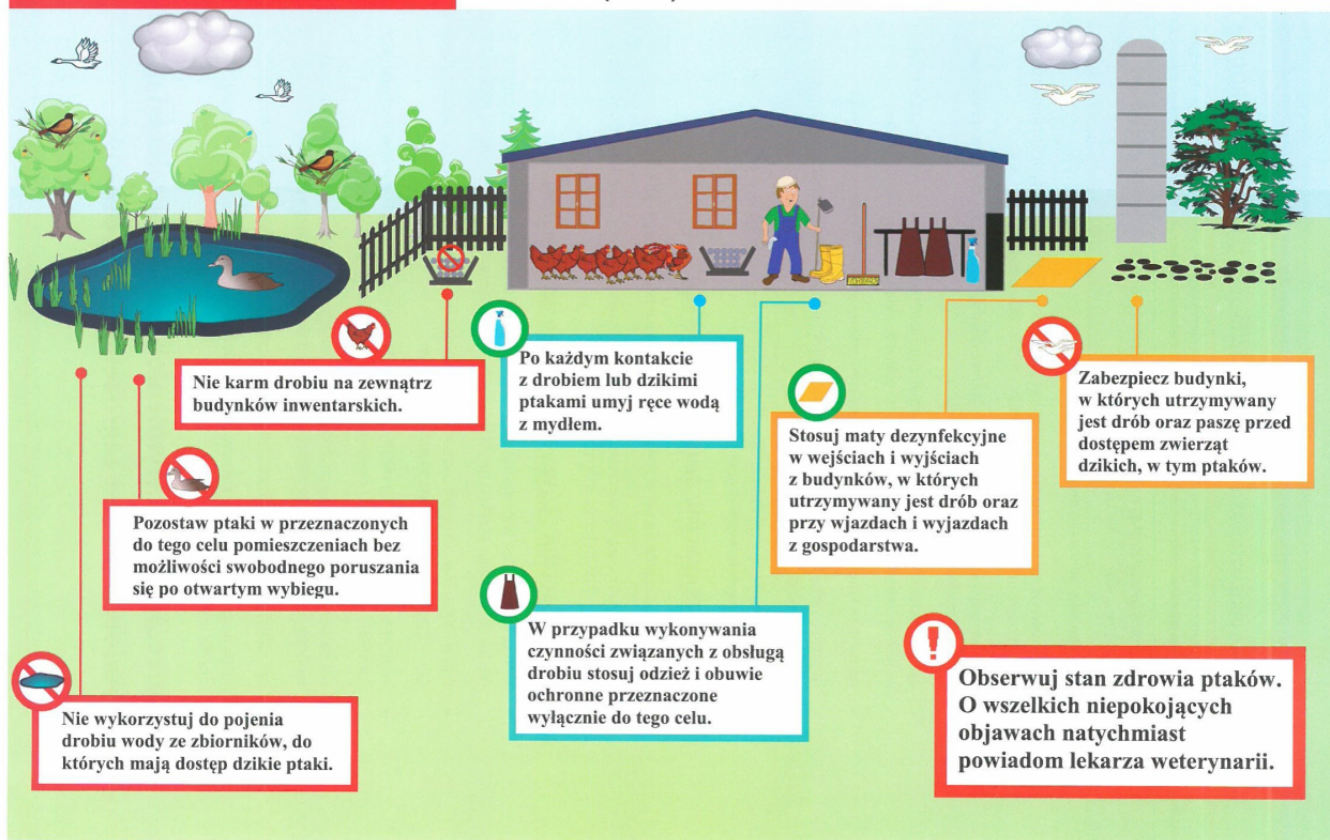 Nie karm drobiu na zewnątrz
budynków inwentarskich.
Po każdym kontakcie
z drobiem lub dzikimi
ptakami umyj ręce wodą
z mydłem.
Zabezpiecz budynki,
w których utrzymywany
jest drób oraz paszę przed
dostępem zwierząt
dzikich, w tym ptaków.
Stosuj maty dezynfekcyjne
w wejściach i wyjściach
z budynków, w których
utrzymywany jest drób oraz
przy wjazdach i wyjazdach
z gospodarstwa.
Pozostaw ptaki w przeznaczonych
do tego celu pomieszczeniach bez
możliwości swobodnego poruszania
się po otwartym wybiegu.
W przypadku wykonywania
czynności związanych z obsługą
drobiu stosuj odzież i obuwie
ochronne przeznaczone
wyłącznie do tego celu.
Nie wykorzystuj do pojenia
drobiu wody ze zbiorników, do
których mają dostęp dzikie ptaki.
!
Obserwuj stan zdrowia ptaków.
O wszelkich niepokojących
objawach natychmiast
powiadom lekarza weterynarii.